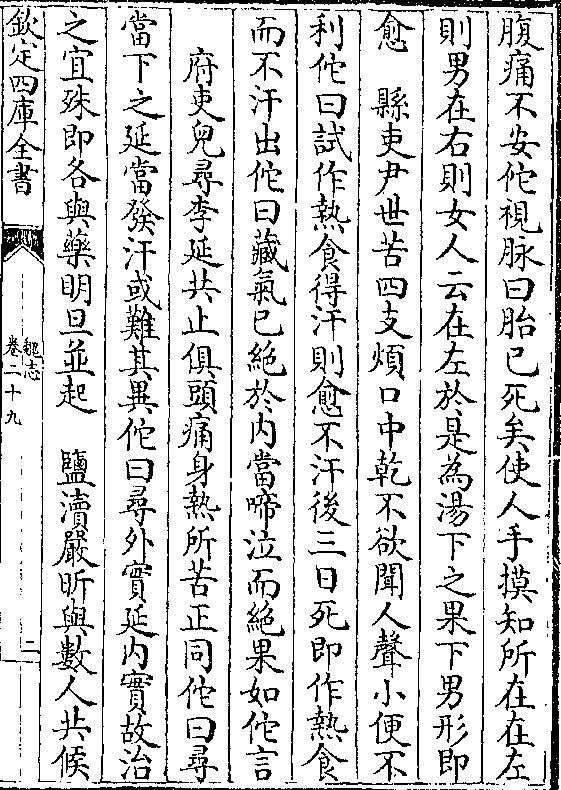 腹痛不安佗視脉曰胎已死矣使人手摸知所在在左
則男在右則女人云在左於是為湯下之果下男形即
愈　縣吏尹世苦四支煩口中乾不欲聞人聲小便不
利佗曰試作熱食得汗則愈不汗後三日死即作熱食
而不汗出佗曰藏氣已絶於内當啼泣而絶果如佗言
府吏兒尋李延共止俱頭痛身熱所苦正同佗曰尋
當下之延當發汗或難其異佗曰尋外實延内實故治
之宜殊即各與藥明旦並起　鹽瀆嚴昕與數人共候
欽定四庫全書
魏志
卷二十九
二